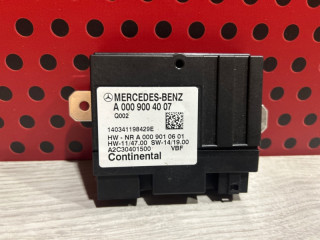 MERCEDES-BENZ
A 000 900 40 07
Q002
140341198429E
HW - NR A 000 901 06 01
HW-11/47.00 SW-14/19.00
A2C30401500 VBF
Continental